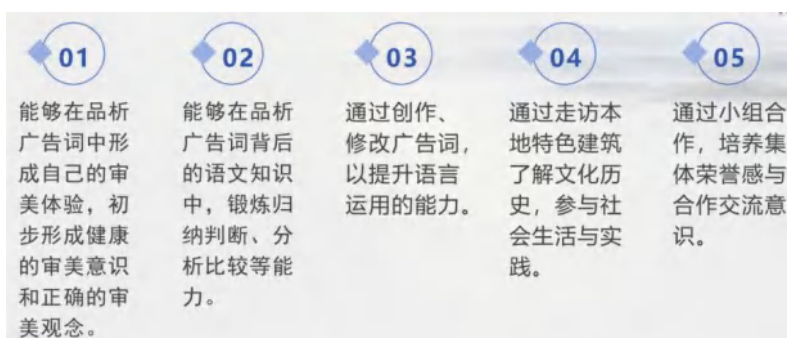 01
能够在品析
广告词中形
成自己的审
美体验，初
步形成健康
的审美意识
和正确的审
美观念。
02
能够在品析
广告词背后
的语文知识
中，锻炼归
纳判断、分
析比较等能
力。
03
通过创作、
修改广告词，
以提升语言
运用的能力。
04
通过走访本
地特色建筑
了解文化历
史，参与社
会生活与实
践。
05
通过小组合
作，培养集
体荣誉感与
合作交流意
识。